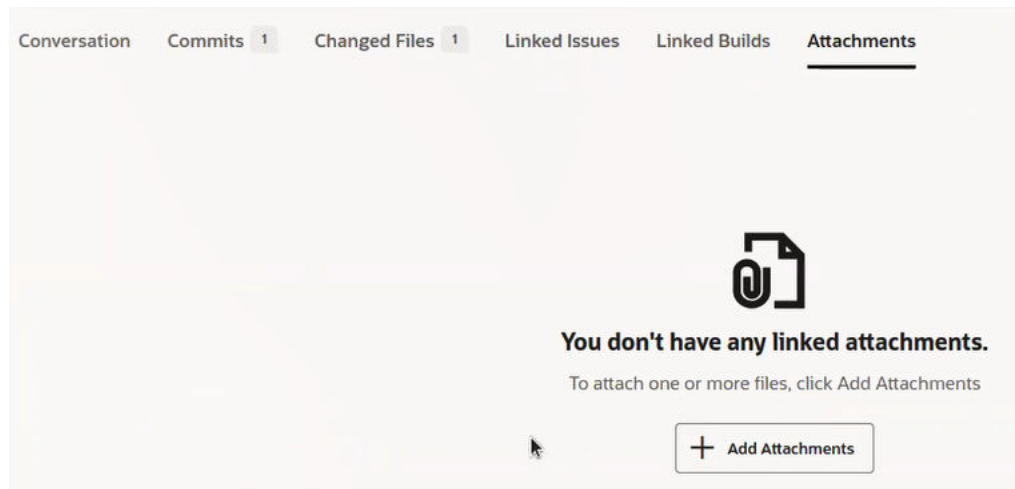 Conversation Commits 1 Changed Files 1 Linked Issues Linked Builds Attachments
You don't have any linked attachments.
To attach one or more files, click Add Attachments
Add Attachments